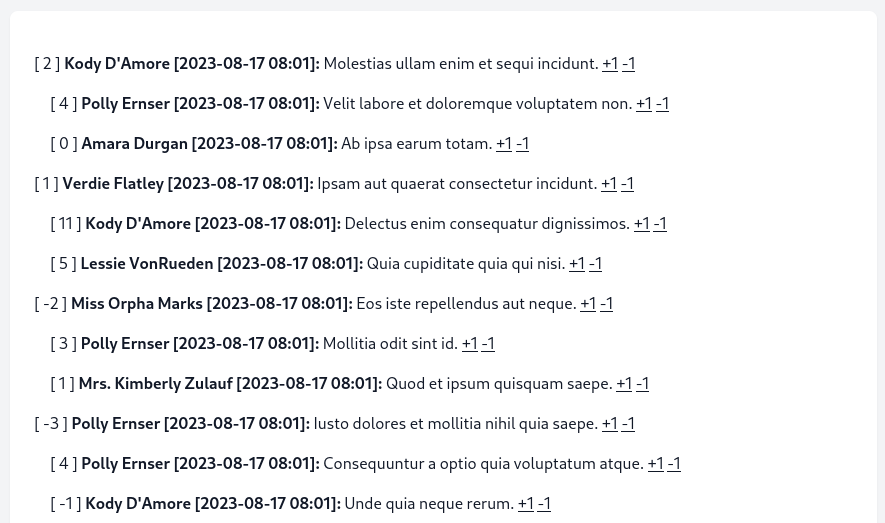 [ 2 ] Kody D'Amore [2023-08-17 08:01]: Molestias ullam enim et sequi incidunt. +1 -1
[ 4 ] Polly Ernser [2023-08-17 08:01]: Velit labore et doloremque voluptatem non. +1 -1
[ 0 ] Amara Durgan [2023-08-17 08:01]: Ab ipsa earum totam. +1 -1
[ 1 ] Verdie Flatley [2023-08-17 08:01]: Ipsam aut quaerat consectetur incidunt. +1 -1
[ 11 ] Kody D'Amore [2023-08-17 08:01]: Delectus enim consequatur dignissimos. +1 -1
[ 5 ] Lessie VonRueden [2023-08-17 08:01]: Quia cupiditate quia qui nisi. +1 -1
[ -2 ] Miss Orpha Marks [2023-08-17 08:01]: Eos iste repellendus aut neque. +1 -1
[ 3 ] Polly Ernser [2023-08-17 08:01]: Mollitia odit sint id. +1 -1
[ 1 ] Mrs. Kimberly Zulauf [2023-08-17 08:01]: Quod et ipsum quisquam saepe. +1 -1
[ -3 ] Polly Ernser [2023-08-17 08:01]: Iusto dolores et mollitia nihil quia saepe. +1 -1
[ 4 ] Polly Ernser [2023-08-17 08:01]: Consequuntur a optio quia voluptatum atque. +1 -1
[ -1 ] Kody D'Amore [2023-08-17 08:01]: Unde quia neque rerum. +1 -1